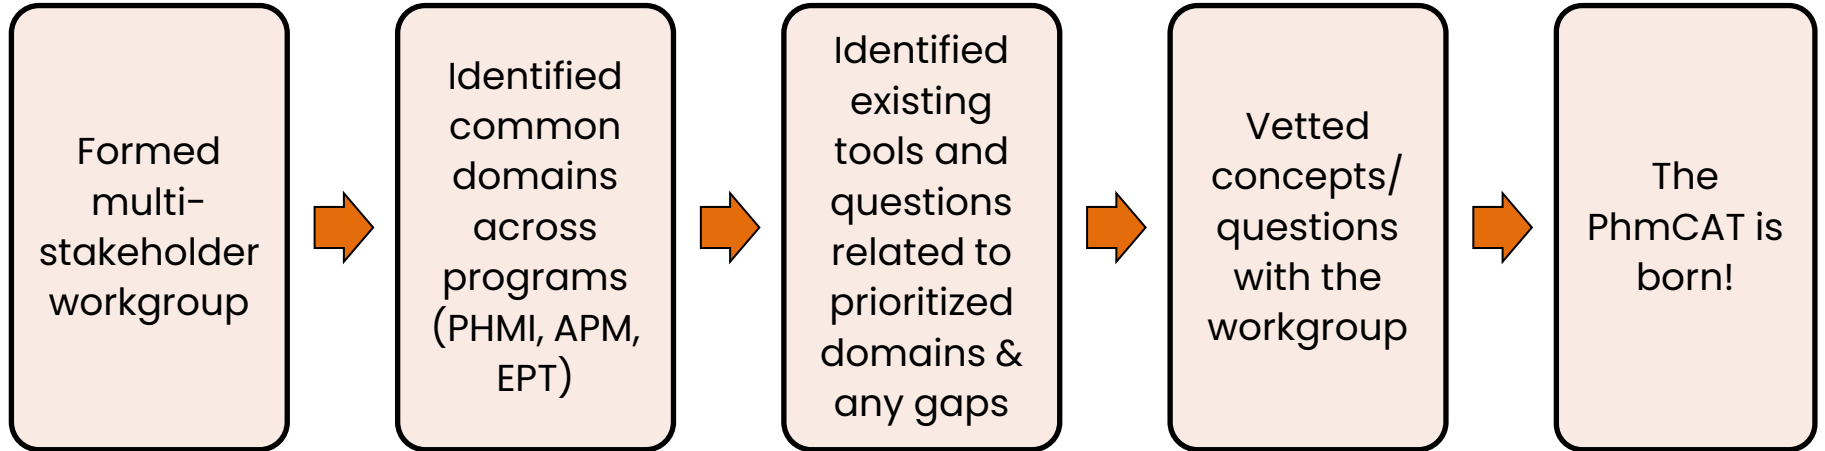 Formed
multi-
stakeholder
workgroup
Identified
common
domains
across
programs
(PHMI, APM,
EPT)
Identified
existing
tools and
questions
related to
prioritized
domains &
any gaps
Vetted
concepts/
questions
with the
workgroup
The
PhmCAT is
born!